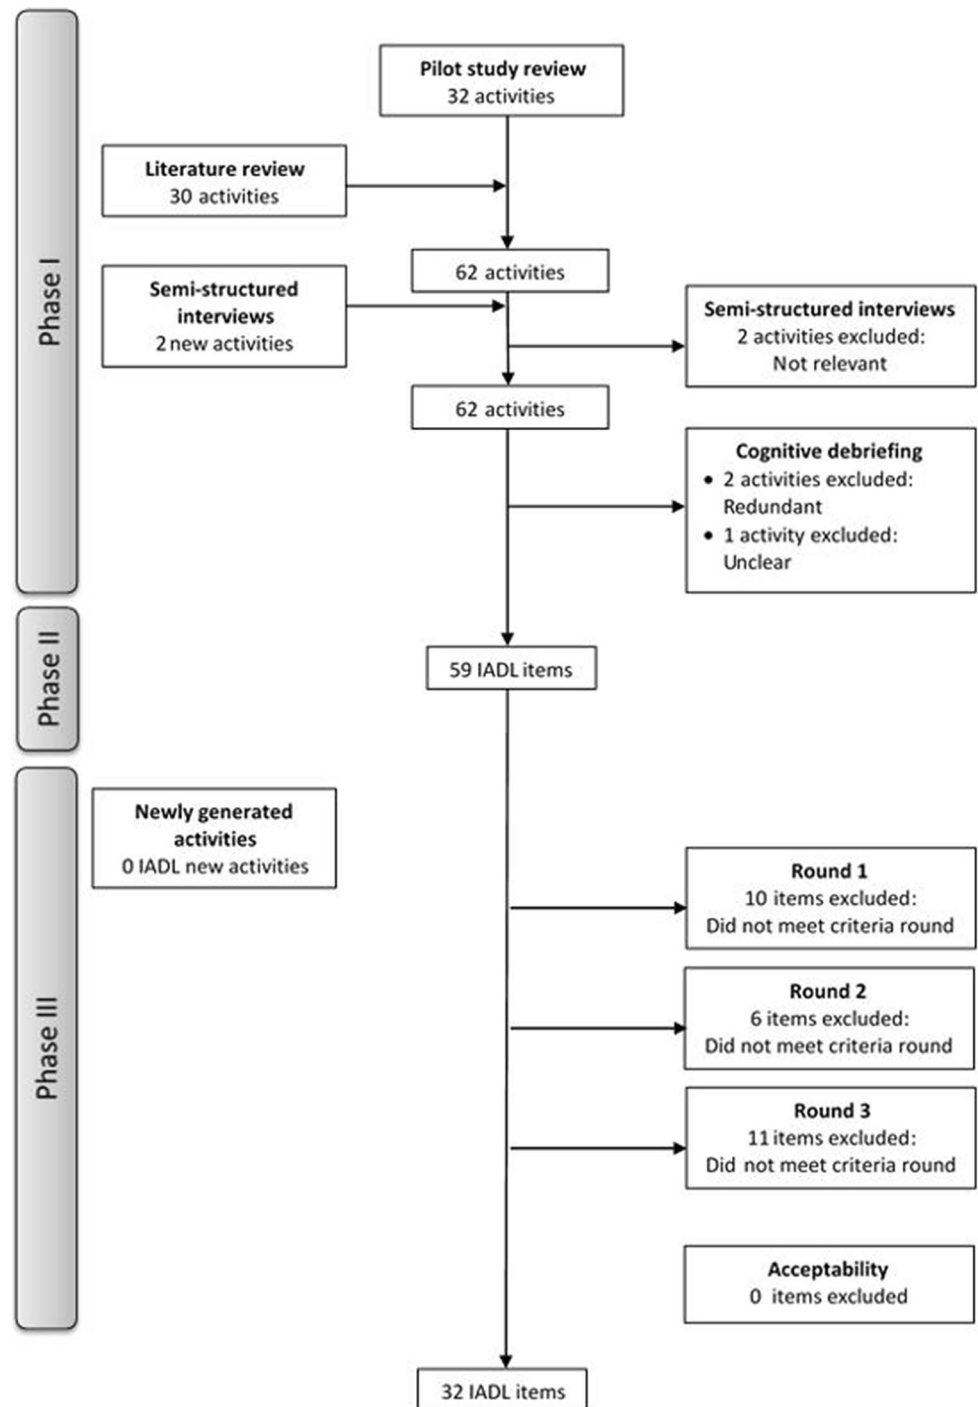 Phase I
Pilot study review
32 activities
Literature review
30 activities
62 activities
Semi-structured
interviews
2 new activities
Semi-structured interviews
2 activities excluded:
Not relevant
62 activities
Cognitive debriefing
• 2 activities excluded:
Redundant
• 1 activity excluded:
Unclear
Phase II
59 IADL items
Phase III
Newly generated
activities
0 IADL new activities
Round 1
10 items excluded:
Did not meet criteria round
Round 2
6 items excluded:
Did not meet criteria round
Round 3
11 items excluded:
Did not meet criteria round
Acceptability
0 items excluded
32 IADL items